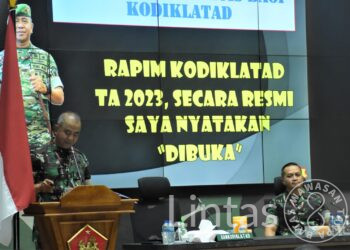 KODIKLATAD
RAPIM KODIKLATAD
TA 2023, SECARA RESMI
SAYA NYATAKAN
"DIBUKA"
Lintas